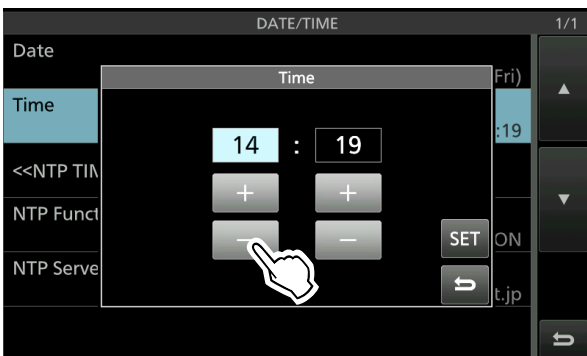 DATE/TIME 1/1
Date
Fri)
Time
Time
:19
14 : 19
<<NTP TIM
+ +
NTP Funct
- -
SET
ON
NTP Serve
t.jp